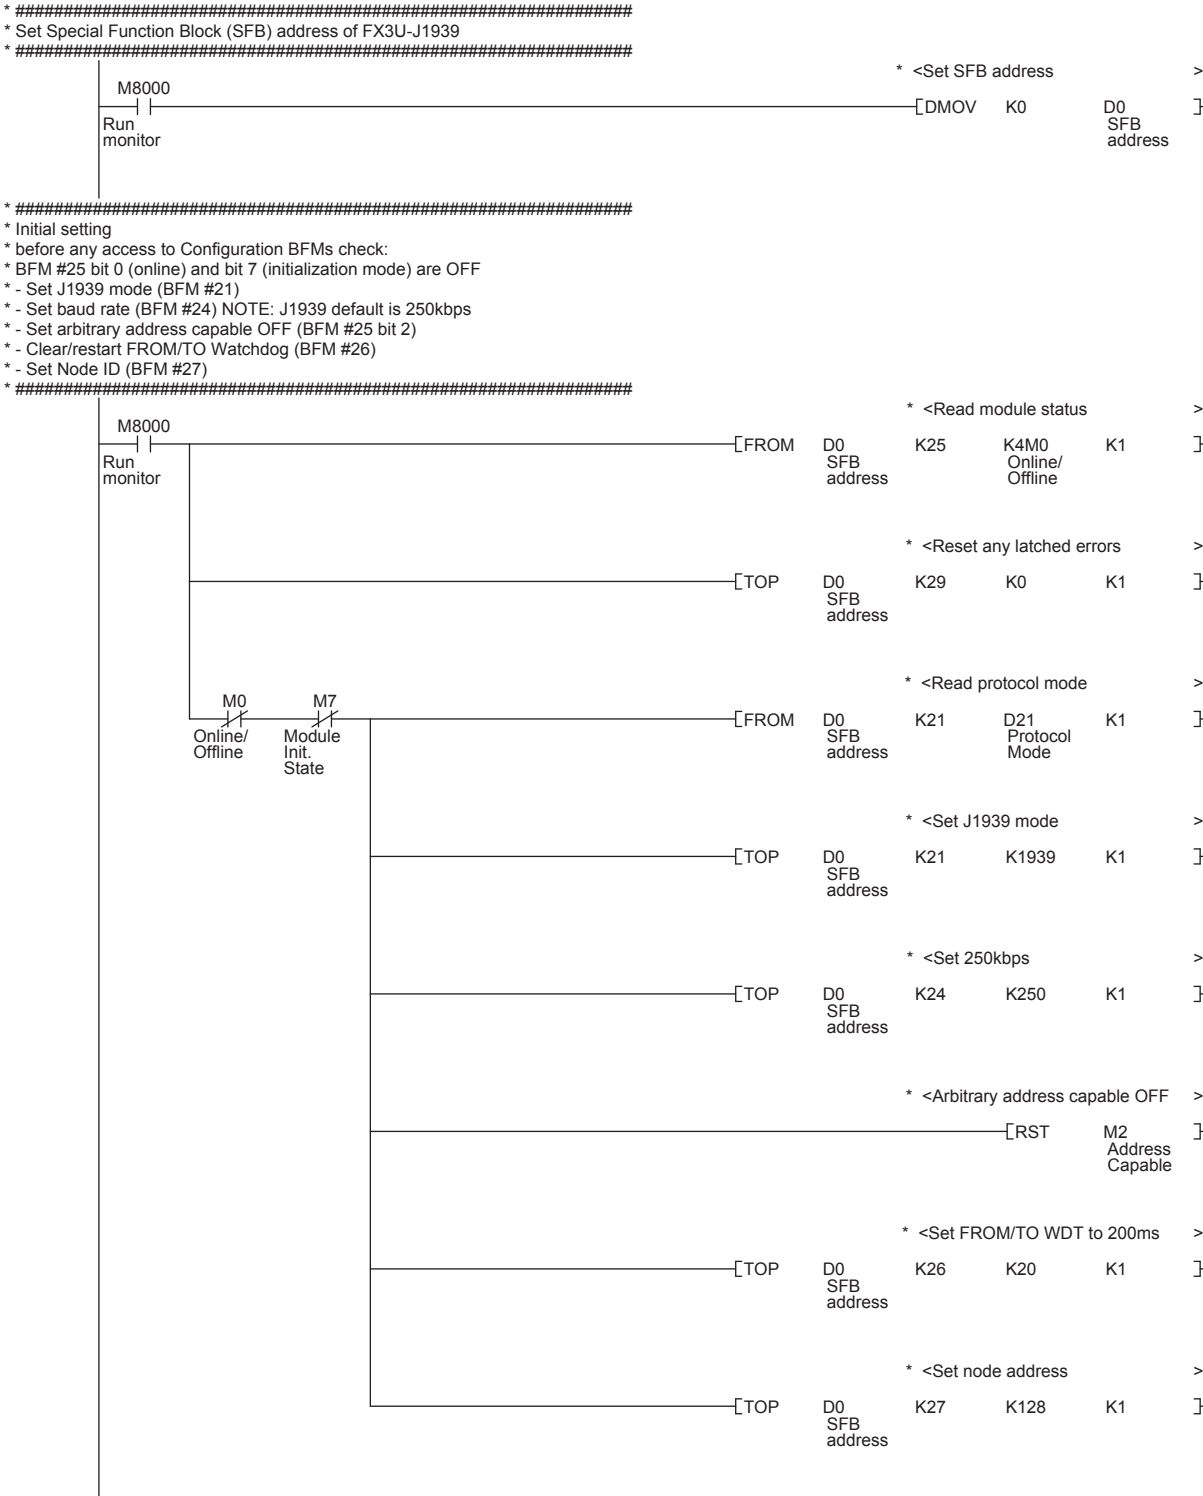 * ################################################################
* Set Special Function Block (SFB) address of FX3U-J1939
* ################################################################
* <Set SFB address >
M8000
[DMOV K0 D0 ]
Run monitor
SFB address
* ################################################################
* Initial setting
* before any access to Configuration BFMs check:
* BFM #25 bit 0 (online) and bit 7 (initialization mode) are OFF
* - Set J1939 mode (BFM #21)
* - Set baud rate (BFM #24) NOTE: J1939 default is 250kbps
* - Set arbitrary address capable OFF (BFM #25 bit 2)
* - Clear/restart FROM/TO Watchdog (BFM #26)
* - Set Node ID (BFM #27)
* ################################################################
* <Read module status >
M8000
[FROM D0 K25 K4M0 K1 ]
Run monitor
SFB address
Online/ Offline
* <Reset any latched errors >
[TOP D0 K29 K0 K1 ]
SFB address
* <Read protocol mode >
M0 M7
[FROM D0 K21 D21 K1 ]
Online/ Offline
Module Init. State
SFB address
Protocol Mode
* <Set J1939 mode >
[TOP D0 K21 K1939 K1 ]
SFB address
* <Set 250kbps >
[TOP D0 K24 K250 K1 ]
SFB address
* <Arbitrary address capable OFF >
[RST M2 ]
Address Capable
* <Set FROM/TO WDT to 200ms >
[TOP D0 K26 K20 K1 ]
SFB address
* <Set node address >
[TOP D0 K27 K128 K1 ]
SFB address